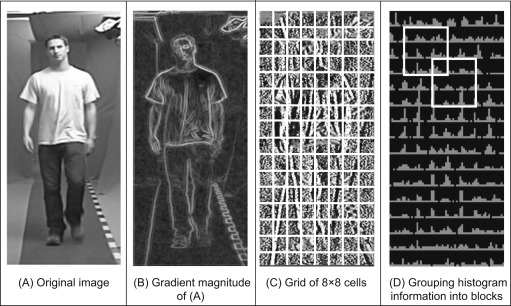 (A) Original image
(B) Gradient magnitude
of (A)
(C) Grid of 8×8 cells
(D) Grouping histogram
information into blocks